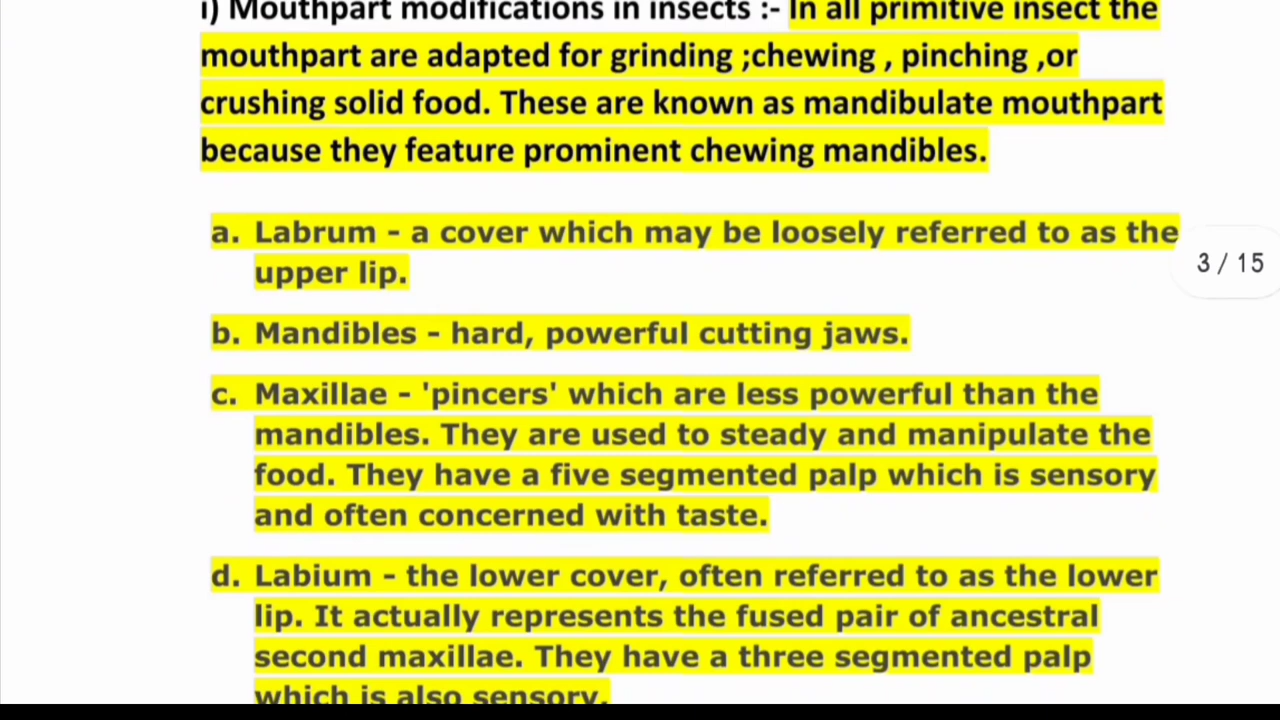 i) Mouthpart modifications in insects :- In all primitive insect the
mouthpart are adapted for grinding ;chewing , pinching ,or
crushing solid food. These are known as mandibulate mouthpart
because they feature prominent chewing mandibles.
a. Labrum - a cover which may be loosely referred to as the
upper lip.
3 / 15
b. Mandibles - hard, powerful cutting jaws.
c. Maxillae - 'pincers' which are less powerful than the
mandibles. They are used to steady and manipulate the
food. They have a five segmented palp which is sensory
and often concerned with taste.
d. Labium - the lower cover, often referred to as the lower
lip. It actually represents the fused pair of ancestral
second maxillae. They have a three segmented palp
which is also sensory.